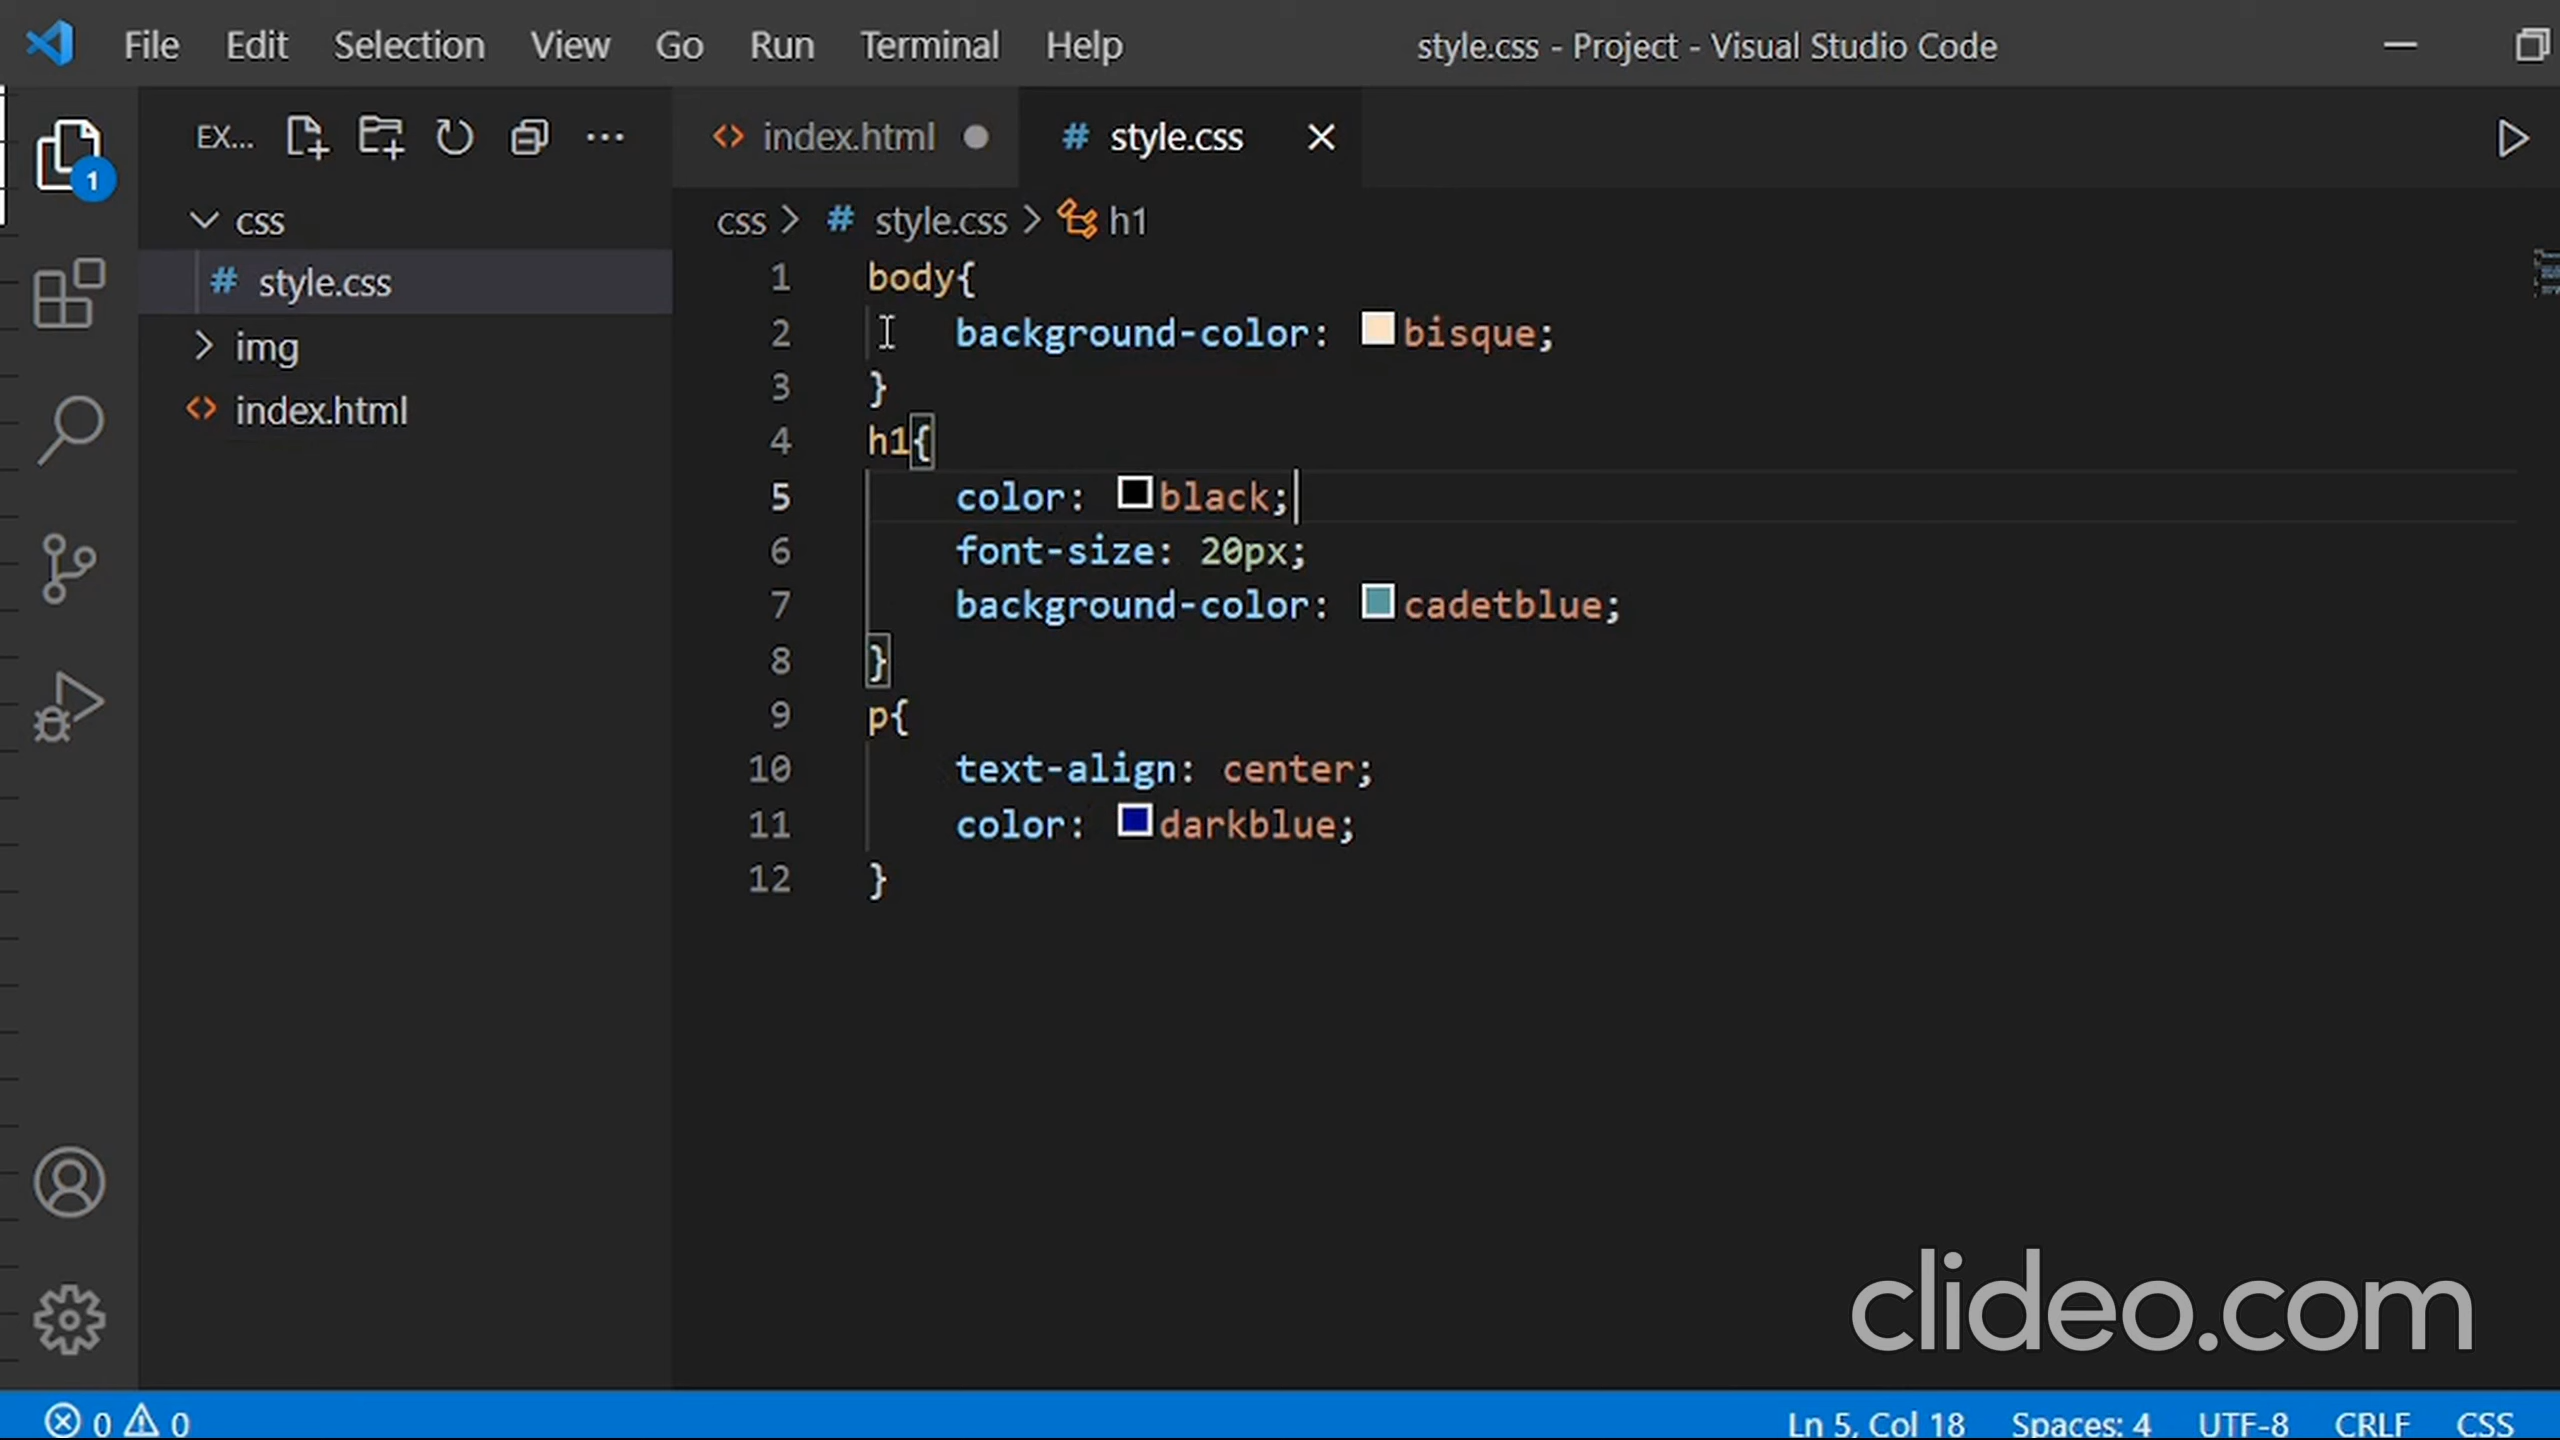 File Edit Selection View Go Run Terminal Help style.css - Project - Visual Studio Code
EX... index.html style.css
1
css css > style.css > h1
style.css
img
index.html
1 body{
2 background-color: bisque;
3 }
4 h1{
5 color: black;
6 font-size: 20px;
7 background-color: cadetblue;
8 }
9 p{
10 text-align: center;
11 color: darkblue;
12 }
clideo.com
0 0 Ln 5, Col 18 Spaces: 4 UTF-8 CRLF CSS